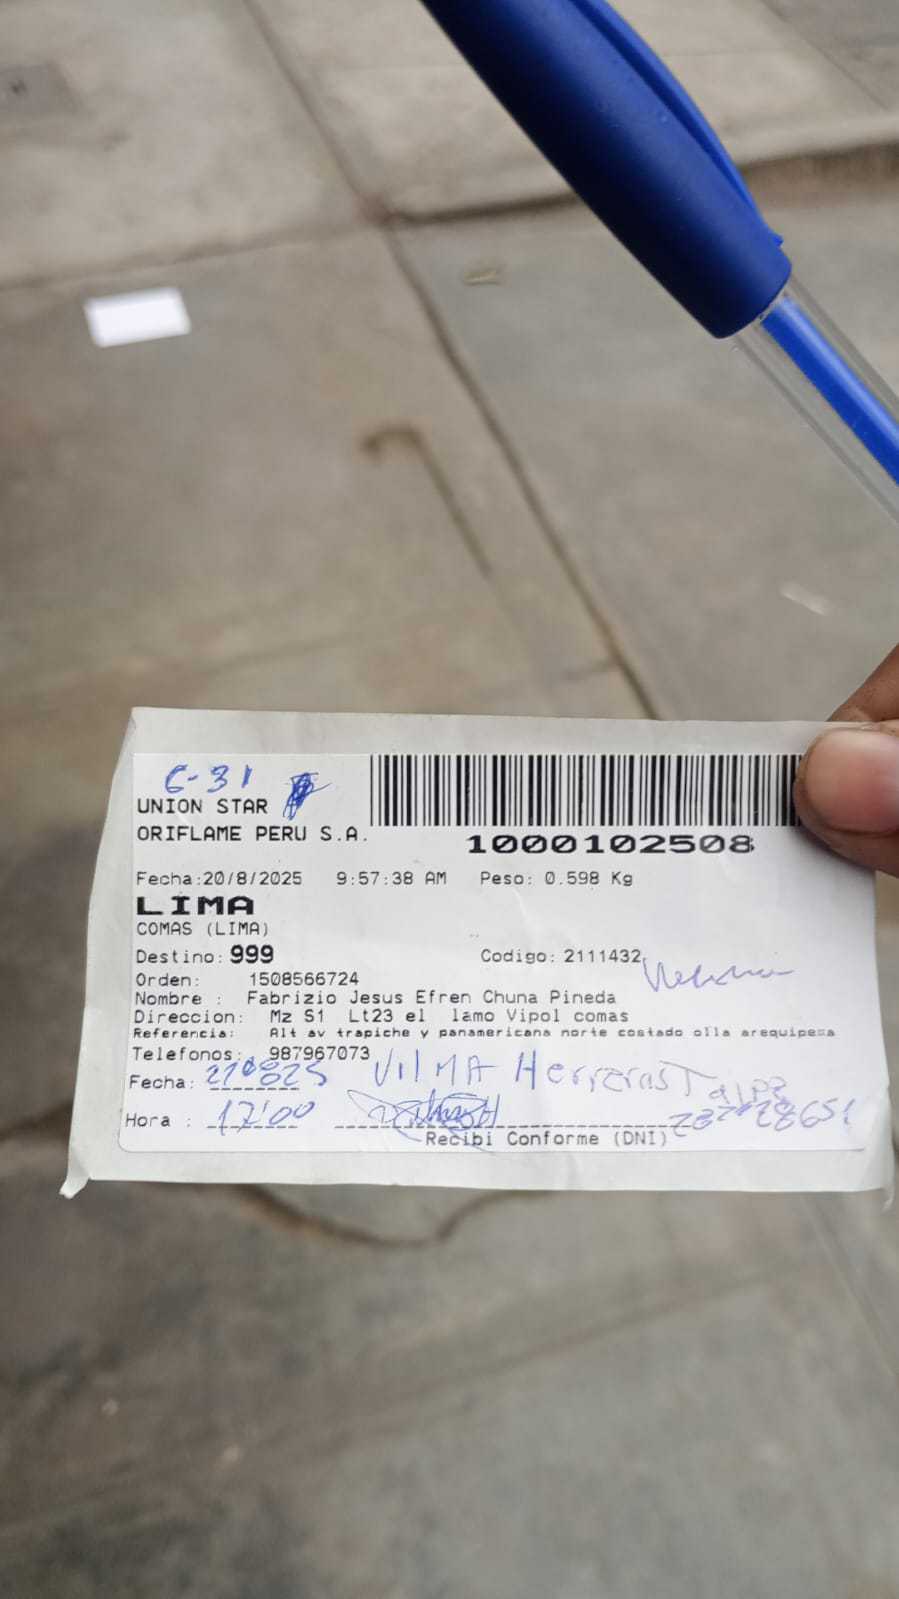 C-31
UNION STAR
ORIFLAME PERU S.A.
1000102508
Fecha:20/8/2025 9:57:38 AM Peso: 0.598 Kg
LIMA
COMAS (LIMA)
Destino: 999 Codigo: 2111432
Orden: 1508566724
Nombre : Fabrizio Jesus Efren Chuna Pineda
Direccion: Mz S1 Lt23 el lamo Vipol comas
Referencia: Alt av trapiche y panamericana norte costado olla arequipeza
Telefonos: 987967073
Fecha: 210825 VilMA Herreras
Hora : 17:00
Recibi Conforme (DNI)